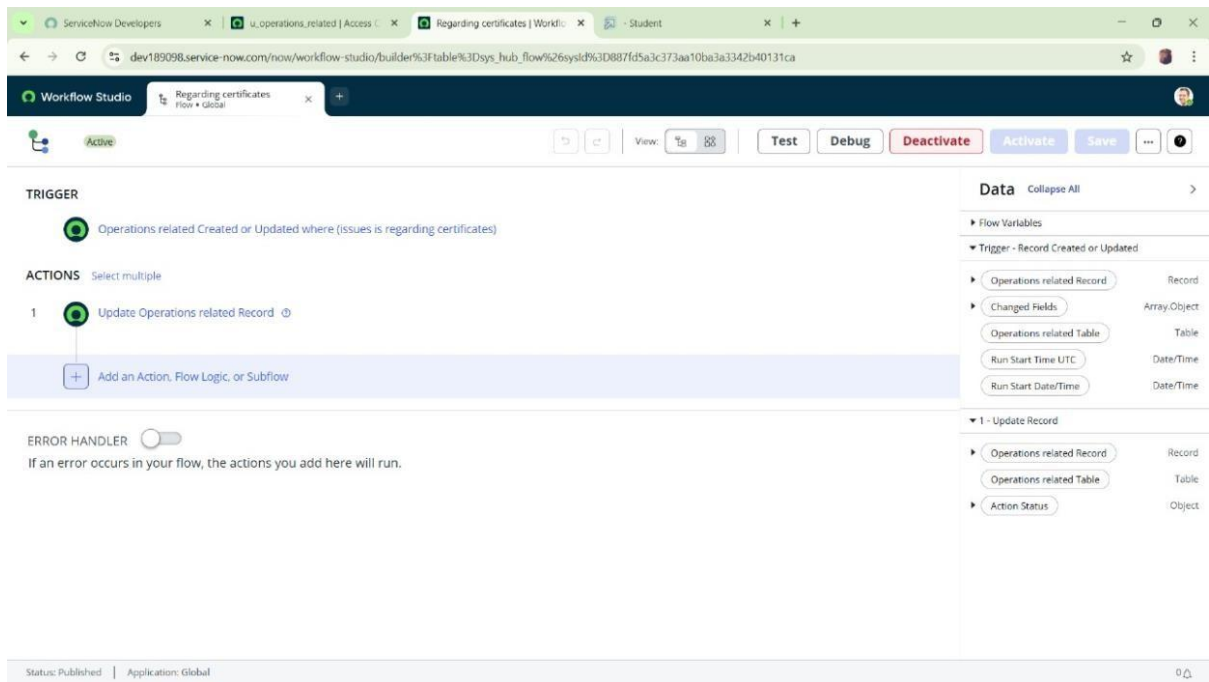 ServiceNow Developers
u_operations_related | Access C
Regarding certificates | Workflo
- Student
dev189098.service-now.com/now/workflow-studio/builder%3Ftable%3Dsys_hub_flow%26sysId%3D887fd5a3c373aa10ba3a3342b40131ca
Workflow Studio
Regarding certificates
Flow • Global
Active
View:
Test
Debug
Deactivate
Activate
Save
TRIGGER
Operations related Created or Updated where (issues is regarding certificates)
ACTIONS Select multiple
1 Update Operations related Record
Add an Action, Flow Logic, or Subflow
ERROR HANDLER
If an error occurs in your flow, the actions you add here will run.
Data Collapse All
Flow Variables
Trigger - Record Created or Updated
Operations related Record Record
Changed Fields Array.Object
Operations related Table Table
Run Start Time UTC Date/Time
Run Start Date/Time Date/Time
1 - Update Record
Operations related Record Record
Operations related Table Table
Action Status Object
Status: Published | Application: Global
0